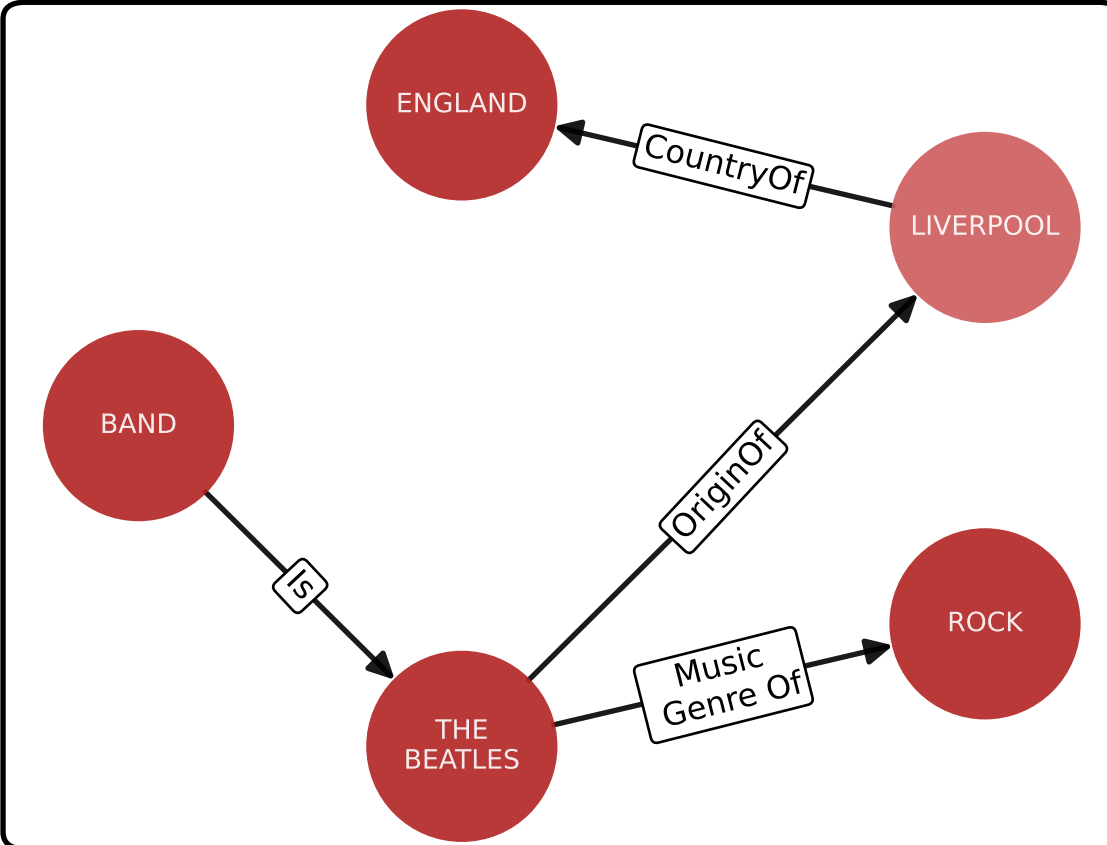 ENGLAND
CountryOf
LIVERPOOL
BAND
OriginOf
Is
ROCK
Music
Genre Of
THE
BEATLES